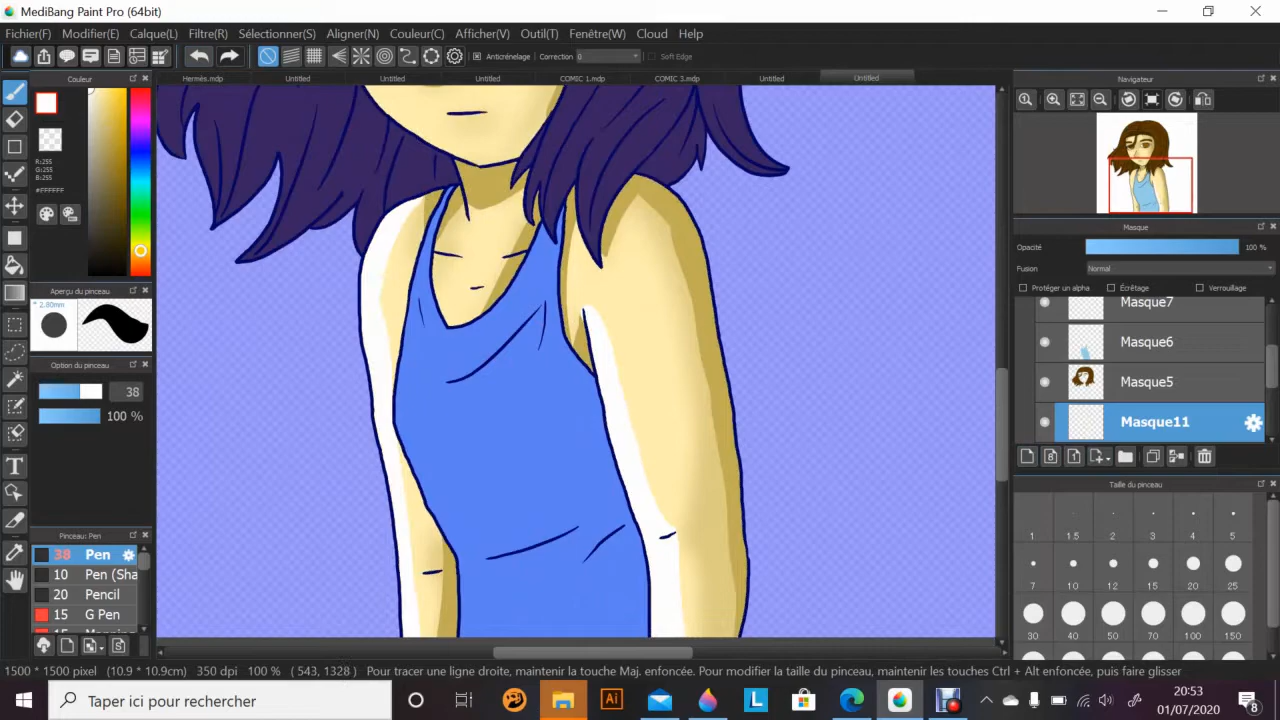 MediBang Paint Pro (64bit)
Fichier(F) Modifier(E) Calque(L) Filtre(R) Sélectionner(S) Aligner(N) Couleur(C) Afficher(V) Outil(T) Fenêtre(W) Cloud Help
Anticrénelage Correction 0 Soft Edge
Couleur
Hermès.mdp Untitled Untitled Untitled COMIC 1.mdp COMIC 3.mdp Untitled Untitled
Navigateur
R:255
G:255
B:255
#FFFFFF
Masque
Opacité 100 %
Fusion Normal
Protéger un alpha Écrêtage Verrouillage
Aperçu du pinceau
* 2.80mm
Masque7
Masque6
Masque5
Masque11
Option du pinceau
38
100 %
Taille du pinceau
1 1.5 2 3 4 5
7 10 12 15 20 25
30 40 50 70 100 150
Pinceau: Pen
38 Pen
10 Pen (Sha
20 Pencil
15 G Pen
1500 * 1500 pixel (10.9 * 10.9cm) 350 dpi 100 % ( 543, 1328 ) Pour tracer une ligne droite, maintenir la touche Maj. enfoncée. Pour modifier la taille du pinceau, maintenir les touches Ctrl + Alt enfoncée, puis faire glisser
Taper ici pour rechercher
20:53
01/07/2020
8